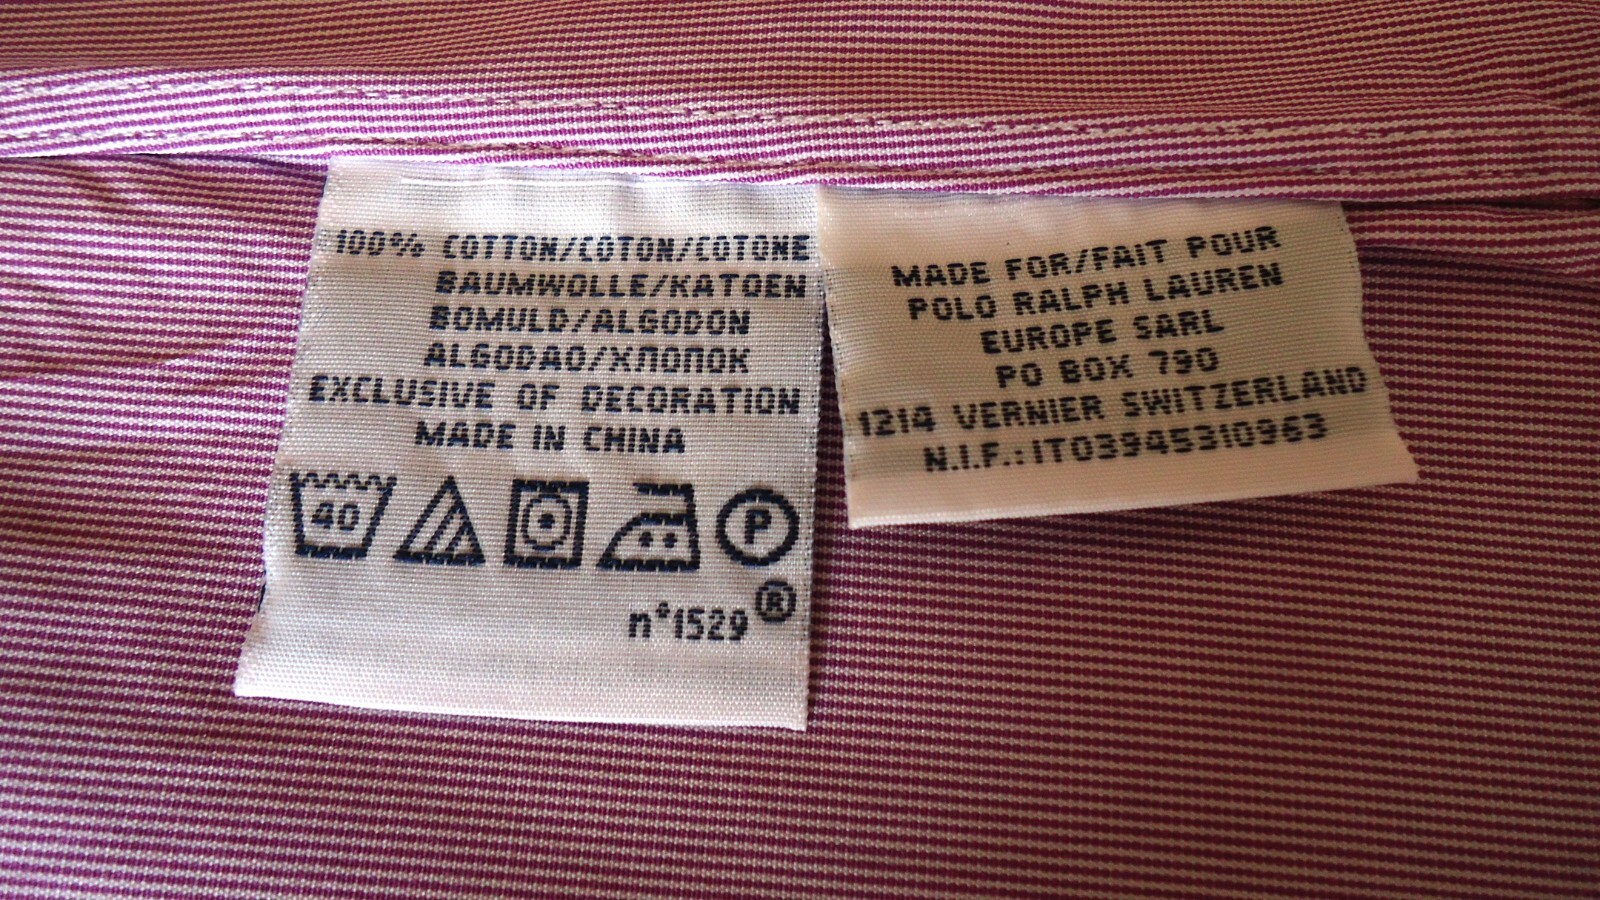 100% COTTON/COTON/COTONE
BAUMWOLLE/KATOEN
BOMULD/ALGODON
ALGODAO/ХПОПОК
EXCLUSIVE OF DECORATION
MADE IN CHINA
40
P
n°1529®
MADE FOR/FAIT POUR
POLO RALPH LAUREN
EUROPE SARL
PO BOX 790
1214 VERNIER SWITZERLAND
N.I.F.:IT03945310963